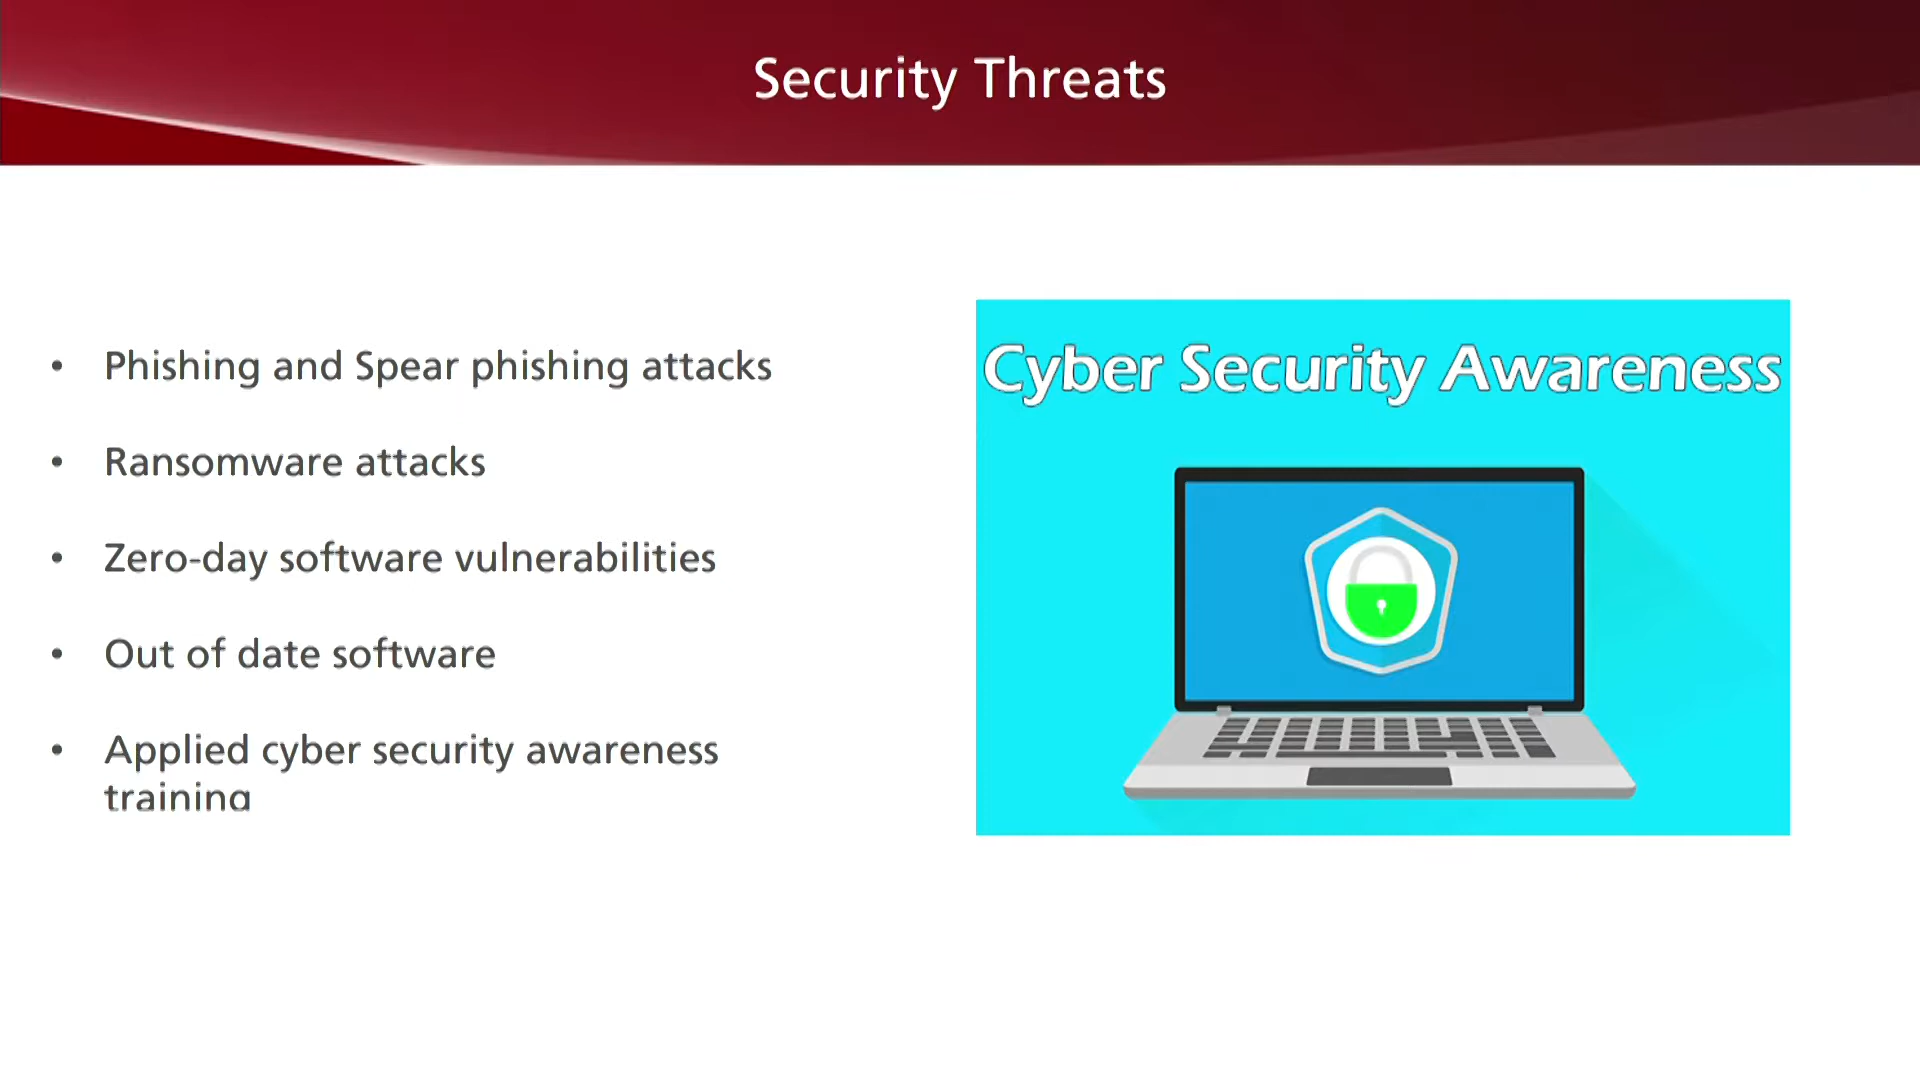 Security Threats
• Phishing and Spear phishing attacks
• Ransomware attacks
• Zero-day software vulnerabilities
• Out of date software
• Applied cyber security awareness
training
Cyber Security Awareness